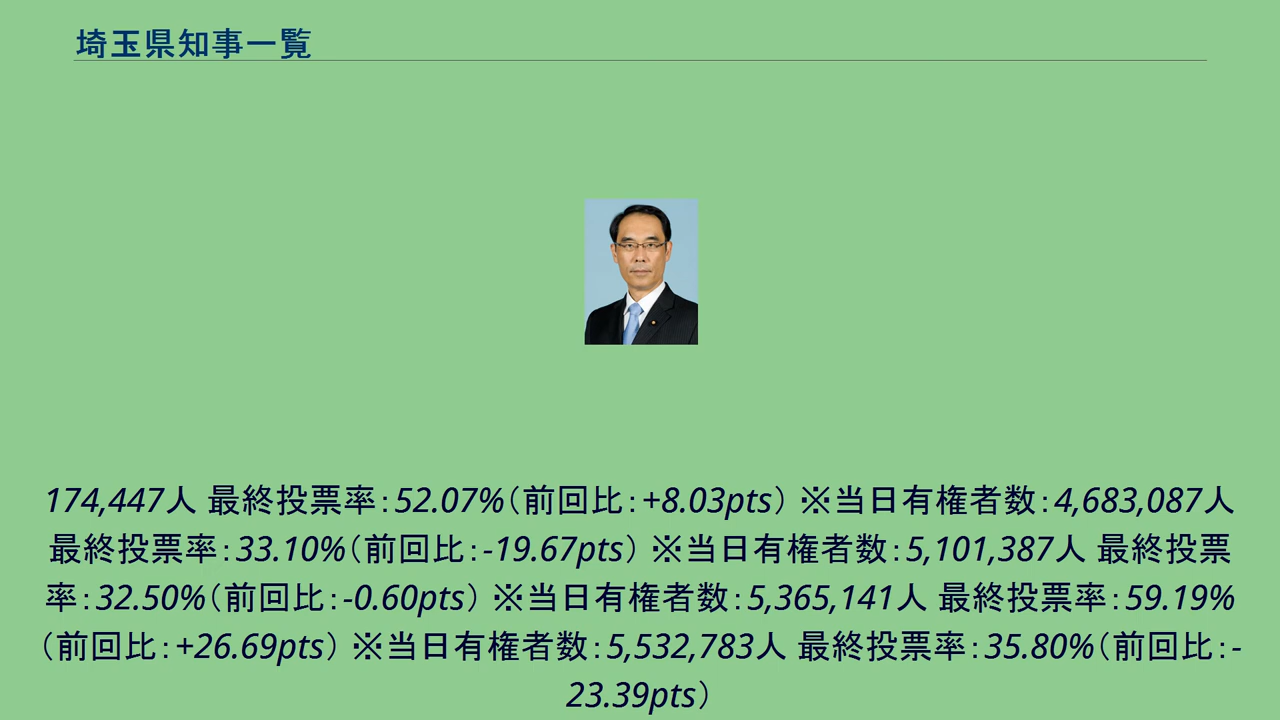 埼玉県知事一覧
174,447人 最終投票率：52.07%（前回比：+8.03pts） ※当日有権者数：4,683,087人
最終投票率：33.10%（前回比：-19.67pts） ※当日有権者数：5,101,387人 最終投票
率：32.50%（前回比：-0.60pts） ※当日有権者数：5,365,141人 最終投票率：59.19%
（前回比：+26.69pts） ※当日有権者数：5,532,783人 最終投票率：35.80%（前回比：-
23.39pts）